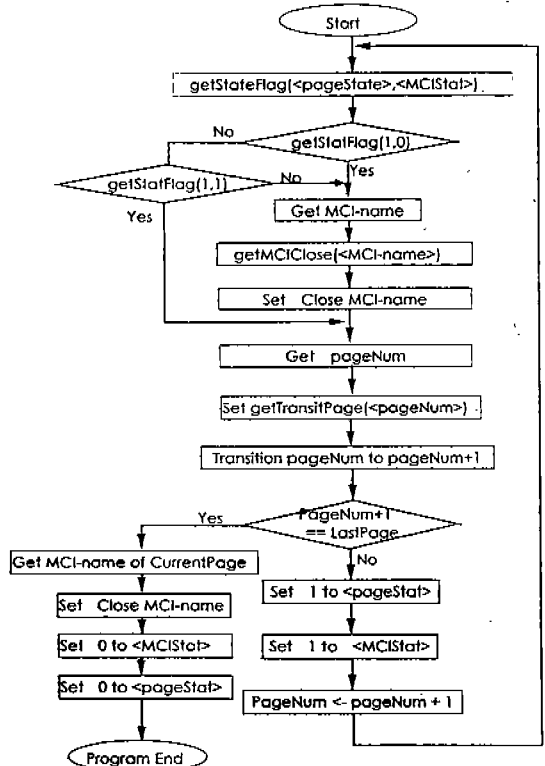 Start
getStateFlag(<pageState>,<MCIStat>)
No
getStatFlag(1,0)
getStatFlag(1,1)
No
Yes
Yes
Get MCI-name
getMCIClose(<MCI-name>)
Set Close MCI-name
Get pageNum
Set getTransitPage(<pageNum>)
Transition pageNum to pageNum+1
Yes
PageNum+1
== LastPage
No
Get MCI-name of CurrentPage
Set 1 to <pageStat>
Set Close MCI-name
Set 0 to <MCIStat>
Set 1 to <MCIStat>
Set 0 to <pageStat>
PageNum <- pageNum + 1
Program End